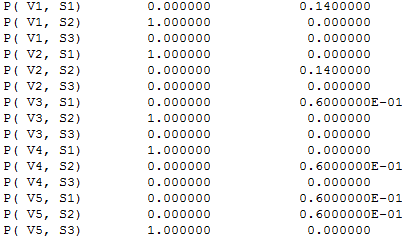 P( V1, S1) 0.000000 0.1400000
P( V1, S2) 1.000000 0.000000
P( V1, S3) 0.000000 0.000000
P( V2, S1) 1.000000 0.000000
P( V2, S2) 0.000000 0.1400000
P( V2, S3) 0.000000 0.000000
P( V3, S1) 0.000000 0.6000000E-01
P( V3, S2) 1.000000 0.000000
P( V3, S3) 0.000000 0.000000
P( V4, S1) 1.000000 0.000000
P( V4, S2) 0.000000 0.6000000E-01
P( V4, S3) 0.000000 0.000000
P( V5, S1) 0.000000 0.6000000E-01
P( V5, S2) 0.000000 0.6000000E-01
P( V5, S3) 1.000000 0.000000